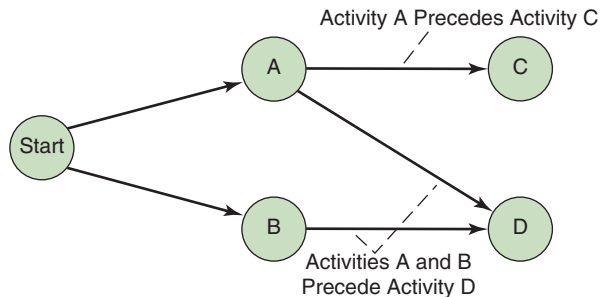 Activity A Precedes Activity C
A
C
Start
B
D
Activities A and B
Precede Activity D